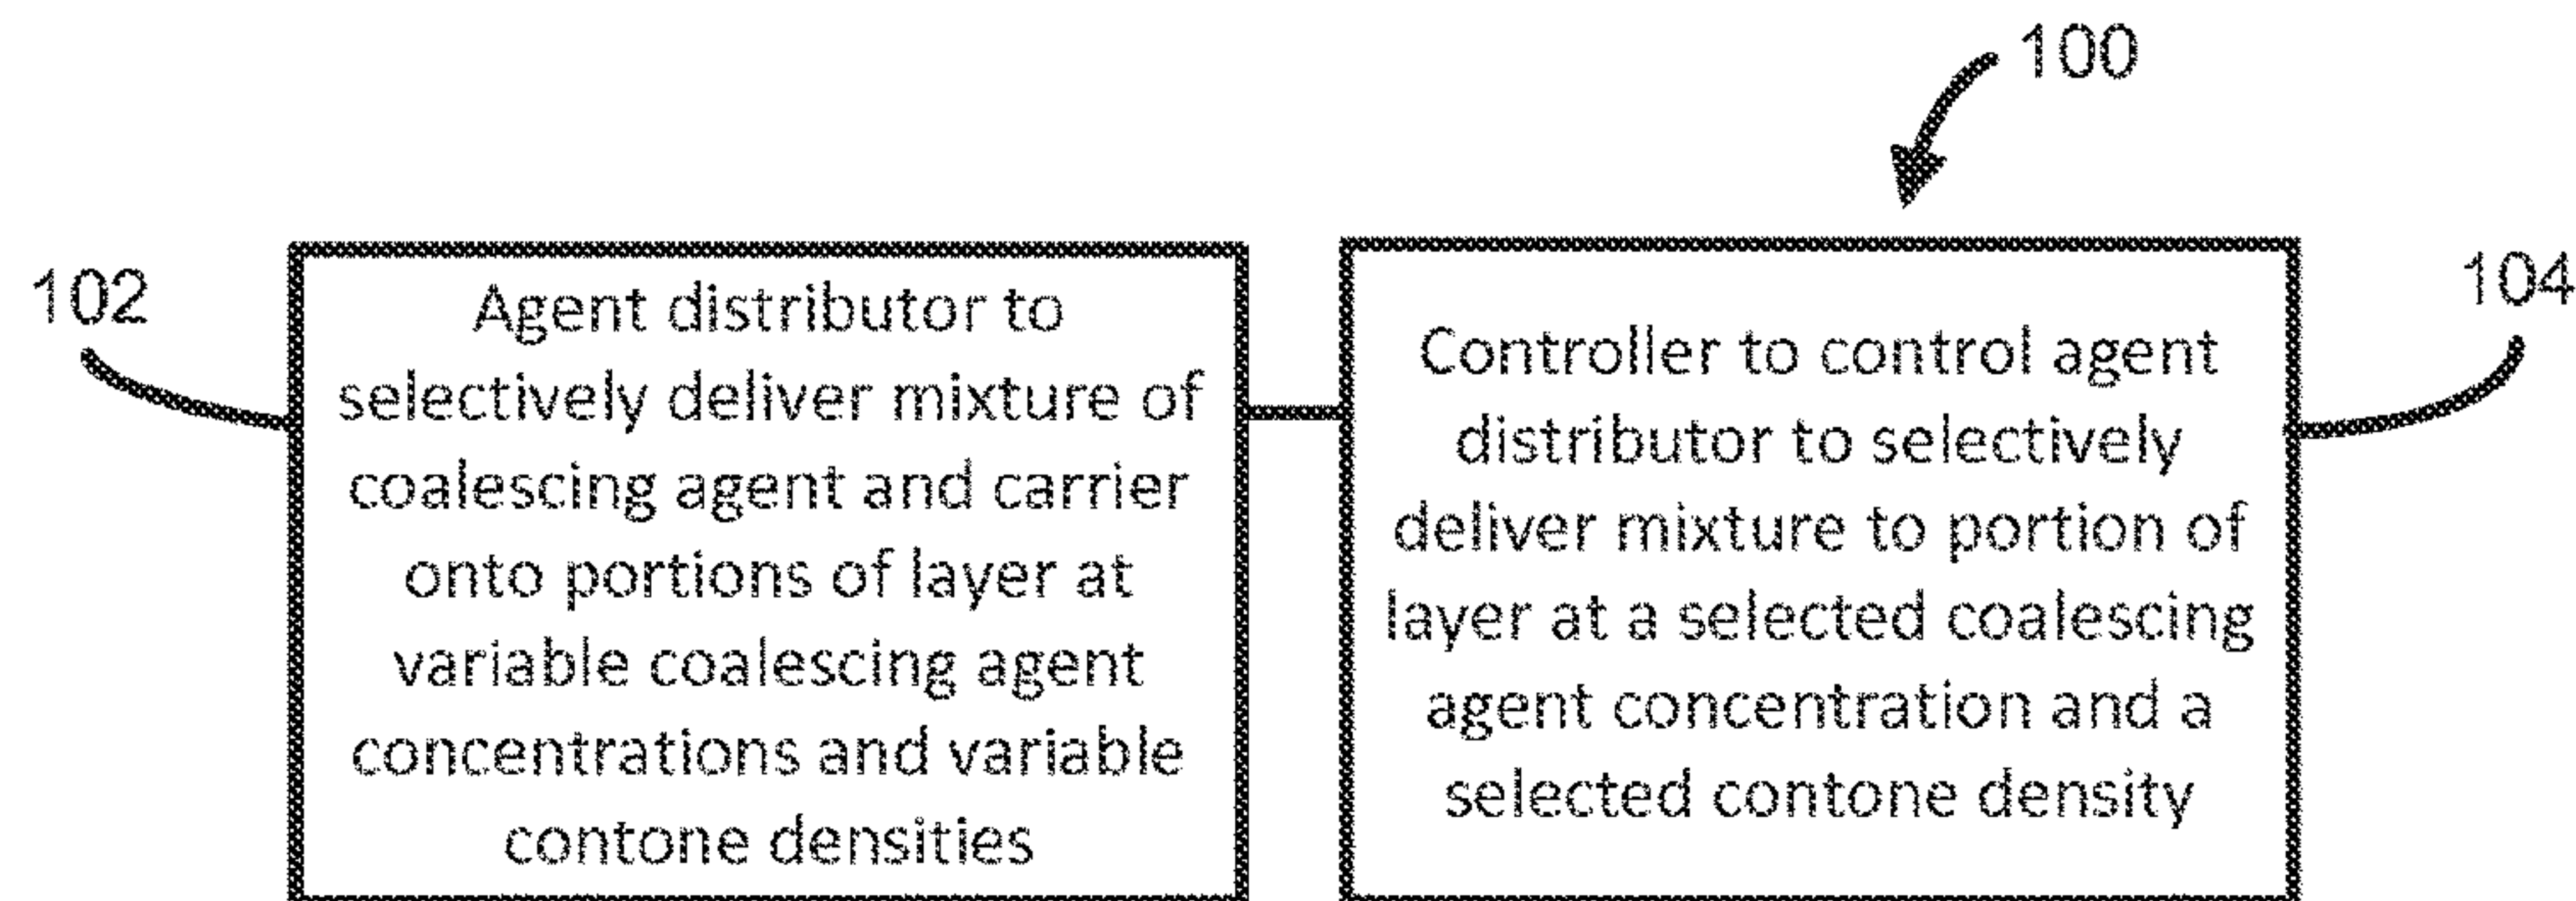 100
102
Agent distributor to
selectively deliver mixture of
coalescing agent and carrier
onto portions of layer at
variable coalescing agent
concentrations and variable
contone densities
Controller to control agent
distributor to selectively
deliver mixture to portion of
layer at a selected coalescing
agent concentration and a
selected contone density
104